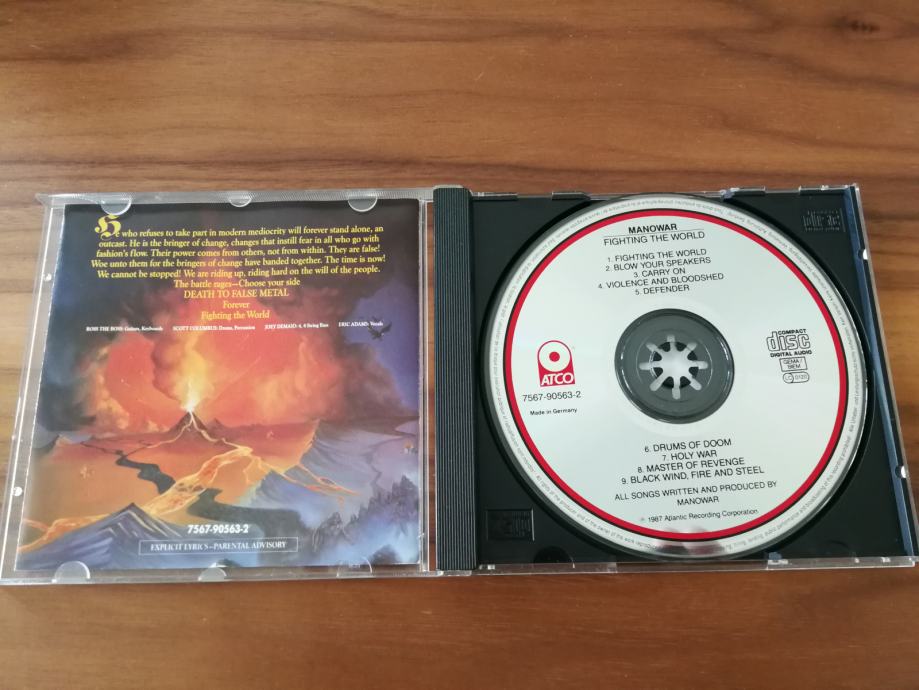 He who refuses to take part in modern mediocrity will forever stand alone, an
outcast. He is the bringer of change, changes that instill fear in all who go with
fashion's flow. Their power comes from others, not from within. They are false!
Woe unto them for the bringers of change have banded together. The time is now!
We cannot be stopped! We are riding up, riding hard on the will of the people.
The battle rages—Choose your side
DEATH TO FALSE METAL
Forever
Fighting the World
ROSS THE BOSS: Guitars, Keyboards SCOTT COLUMBUS: Drums, Percussion JOEY DEMAIO: 4, 8 String Bass ERIC ADAMS: Vocals
7567-90563-2
EXPLICIT LYRICS—PARENTAL ADVISORY
MANOWAR
FIGHTING THE WORLD
1. FIGHTING THE WORLD
2. BLOW YOUR SPEAKERS
3. CARRY ON
4. VIOLENCE AND BLOODSHED
5. DEFENDER
ATCO
7567-90563-2
Made in Germany
COMPACT
disc
DIGITAL AUDIO
GEMA/
BIEM
LC 0120
6. DRUMS OF DOOM
7. HOLY WAR
8. MASTER OF REVENGE
9. BLACK WIND, FIRE AND STEEL
ALL SONGS WRITTEN AND PRODUCED BY
MANOWAR
℗ 1987 Atlantic Recording Corporation